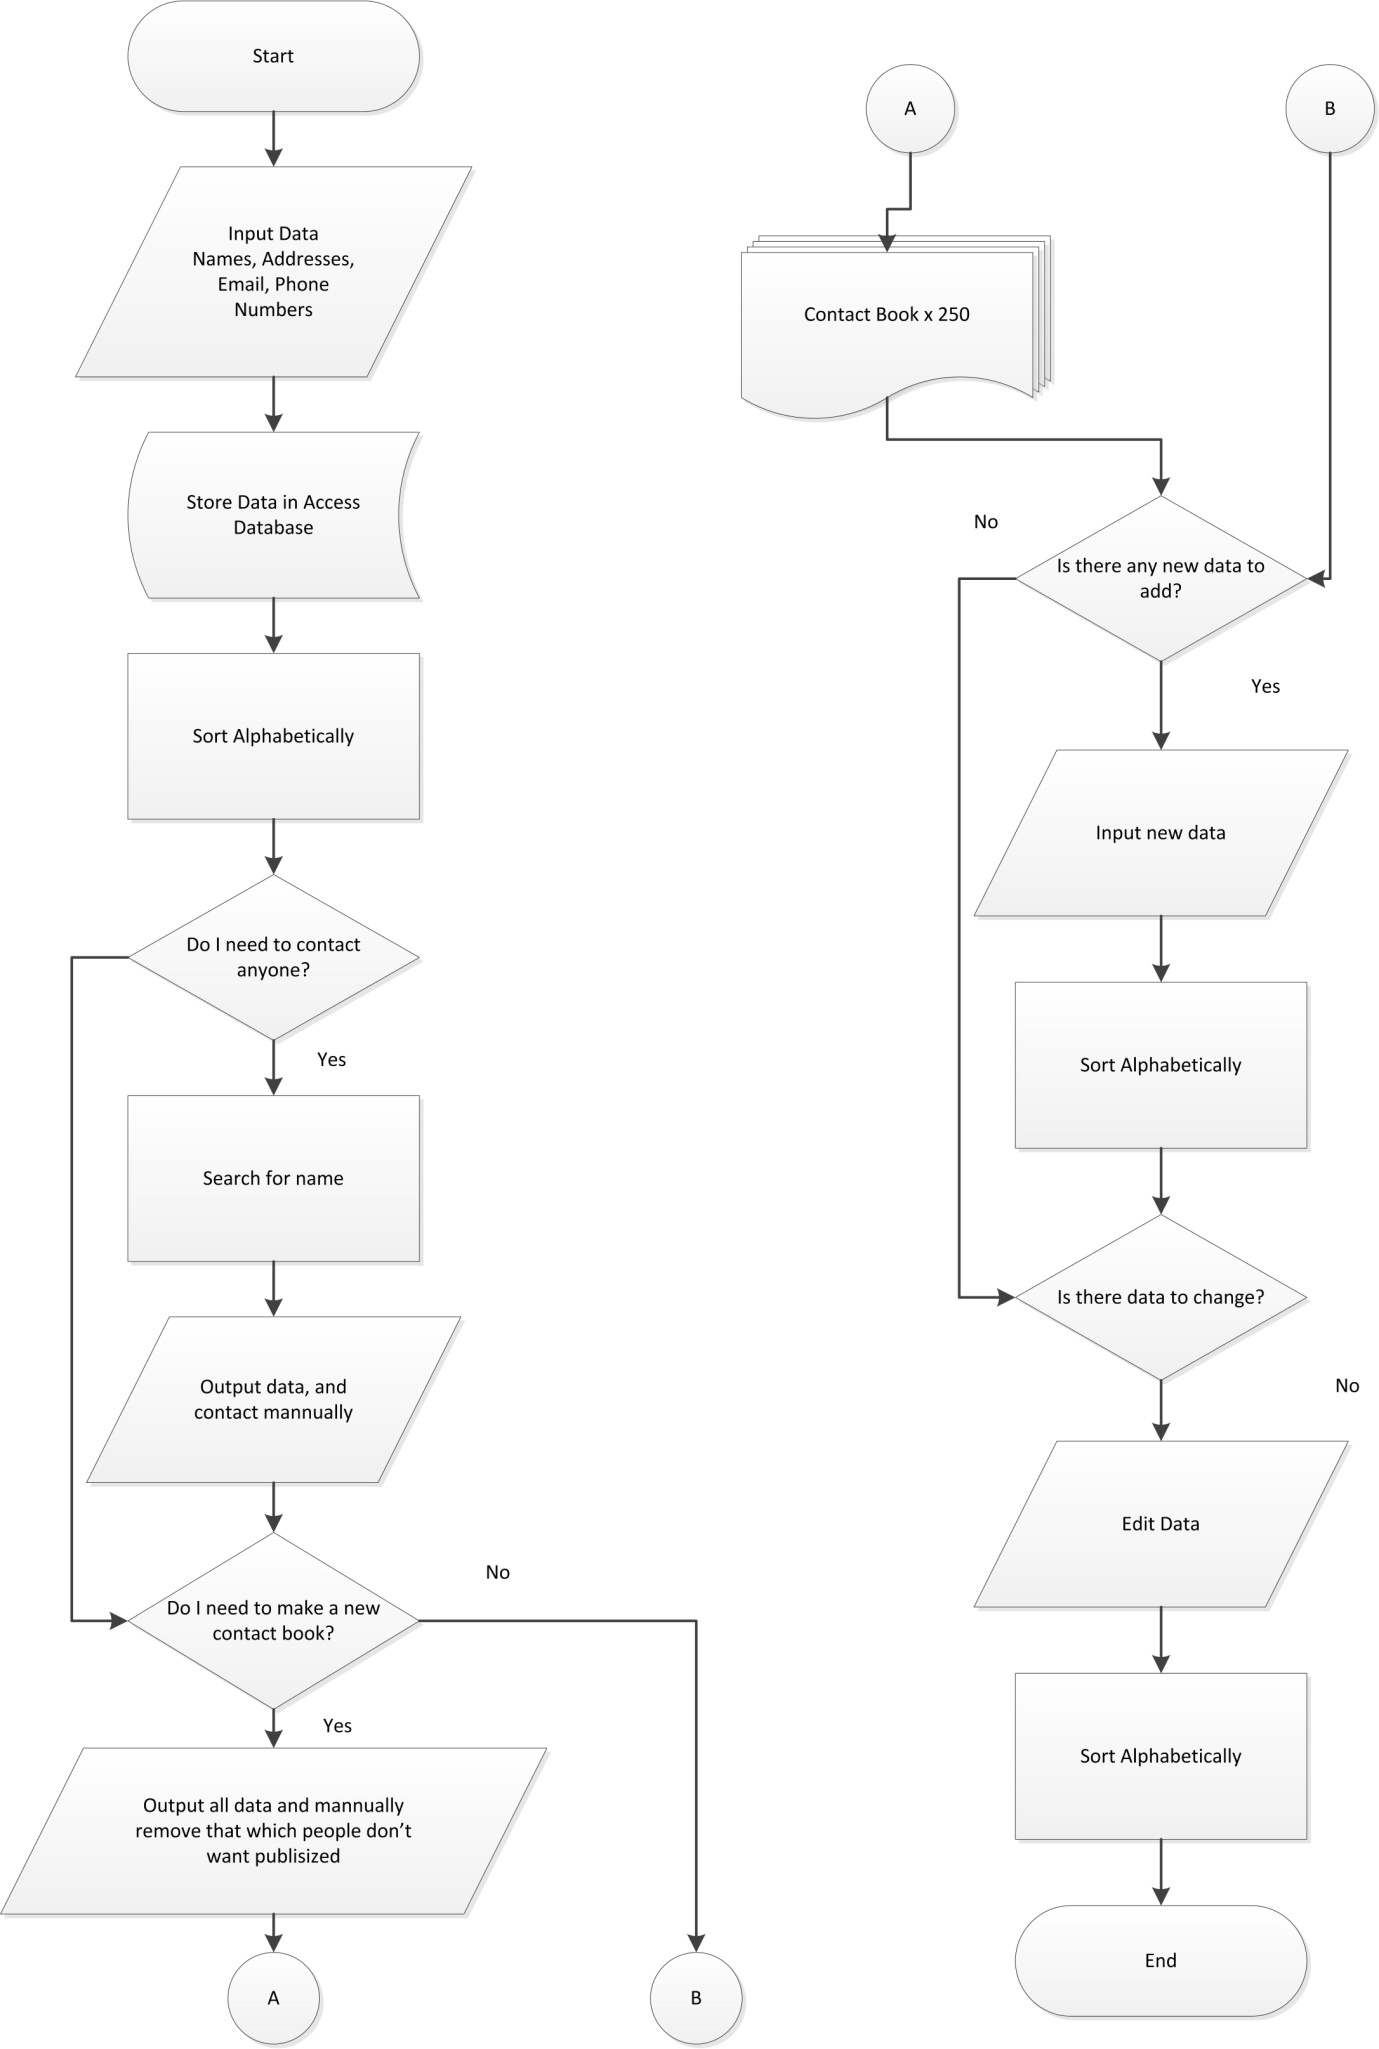 Start
Input Data
Names, Addresses,
Email, Phone
Numbers
Store Data in Access
Database
Sort Alphabetically
Do I need to contact
anyone?
Yes
Search for name
Output data, and
contact mannually
Do I need to make a new
contact book?
No
Yes
Output all data and mannually
remove that which people don’t
want publisized
A
B
A
B
Contact Book x 250
No
Is there any new data to
add?
Yes
Input new data
Sort Alphabetically
Is there data to change?
No
Edit Data
Sort Alphabetically
End